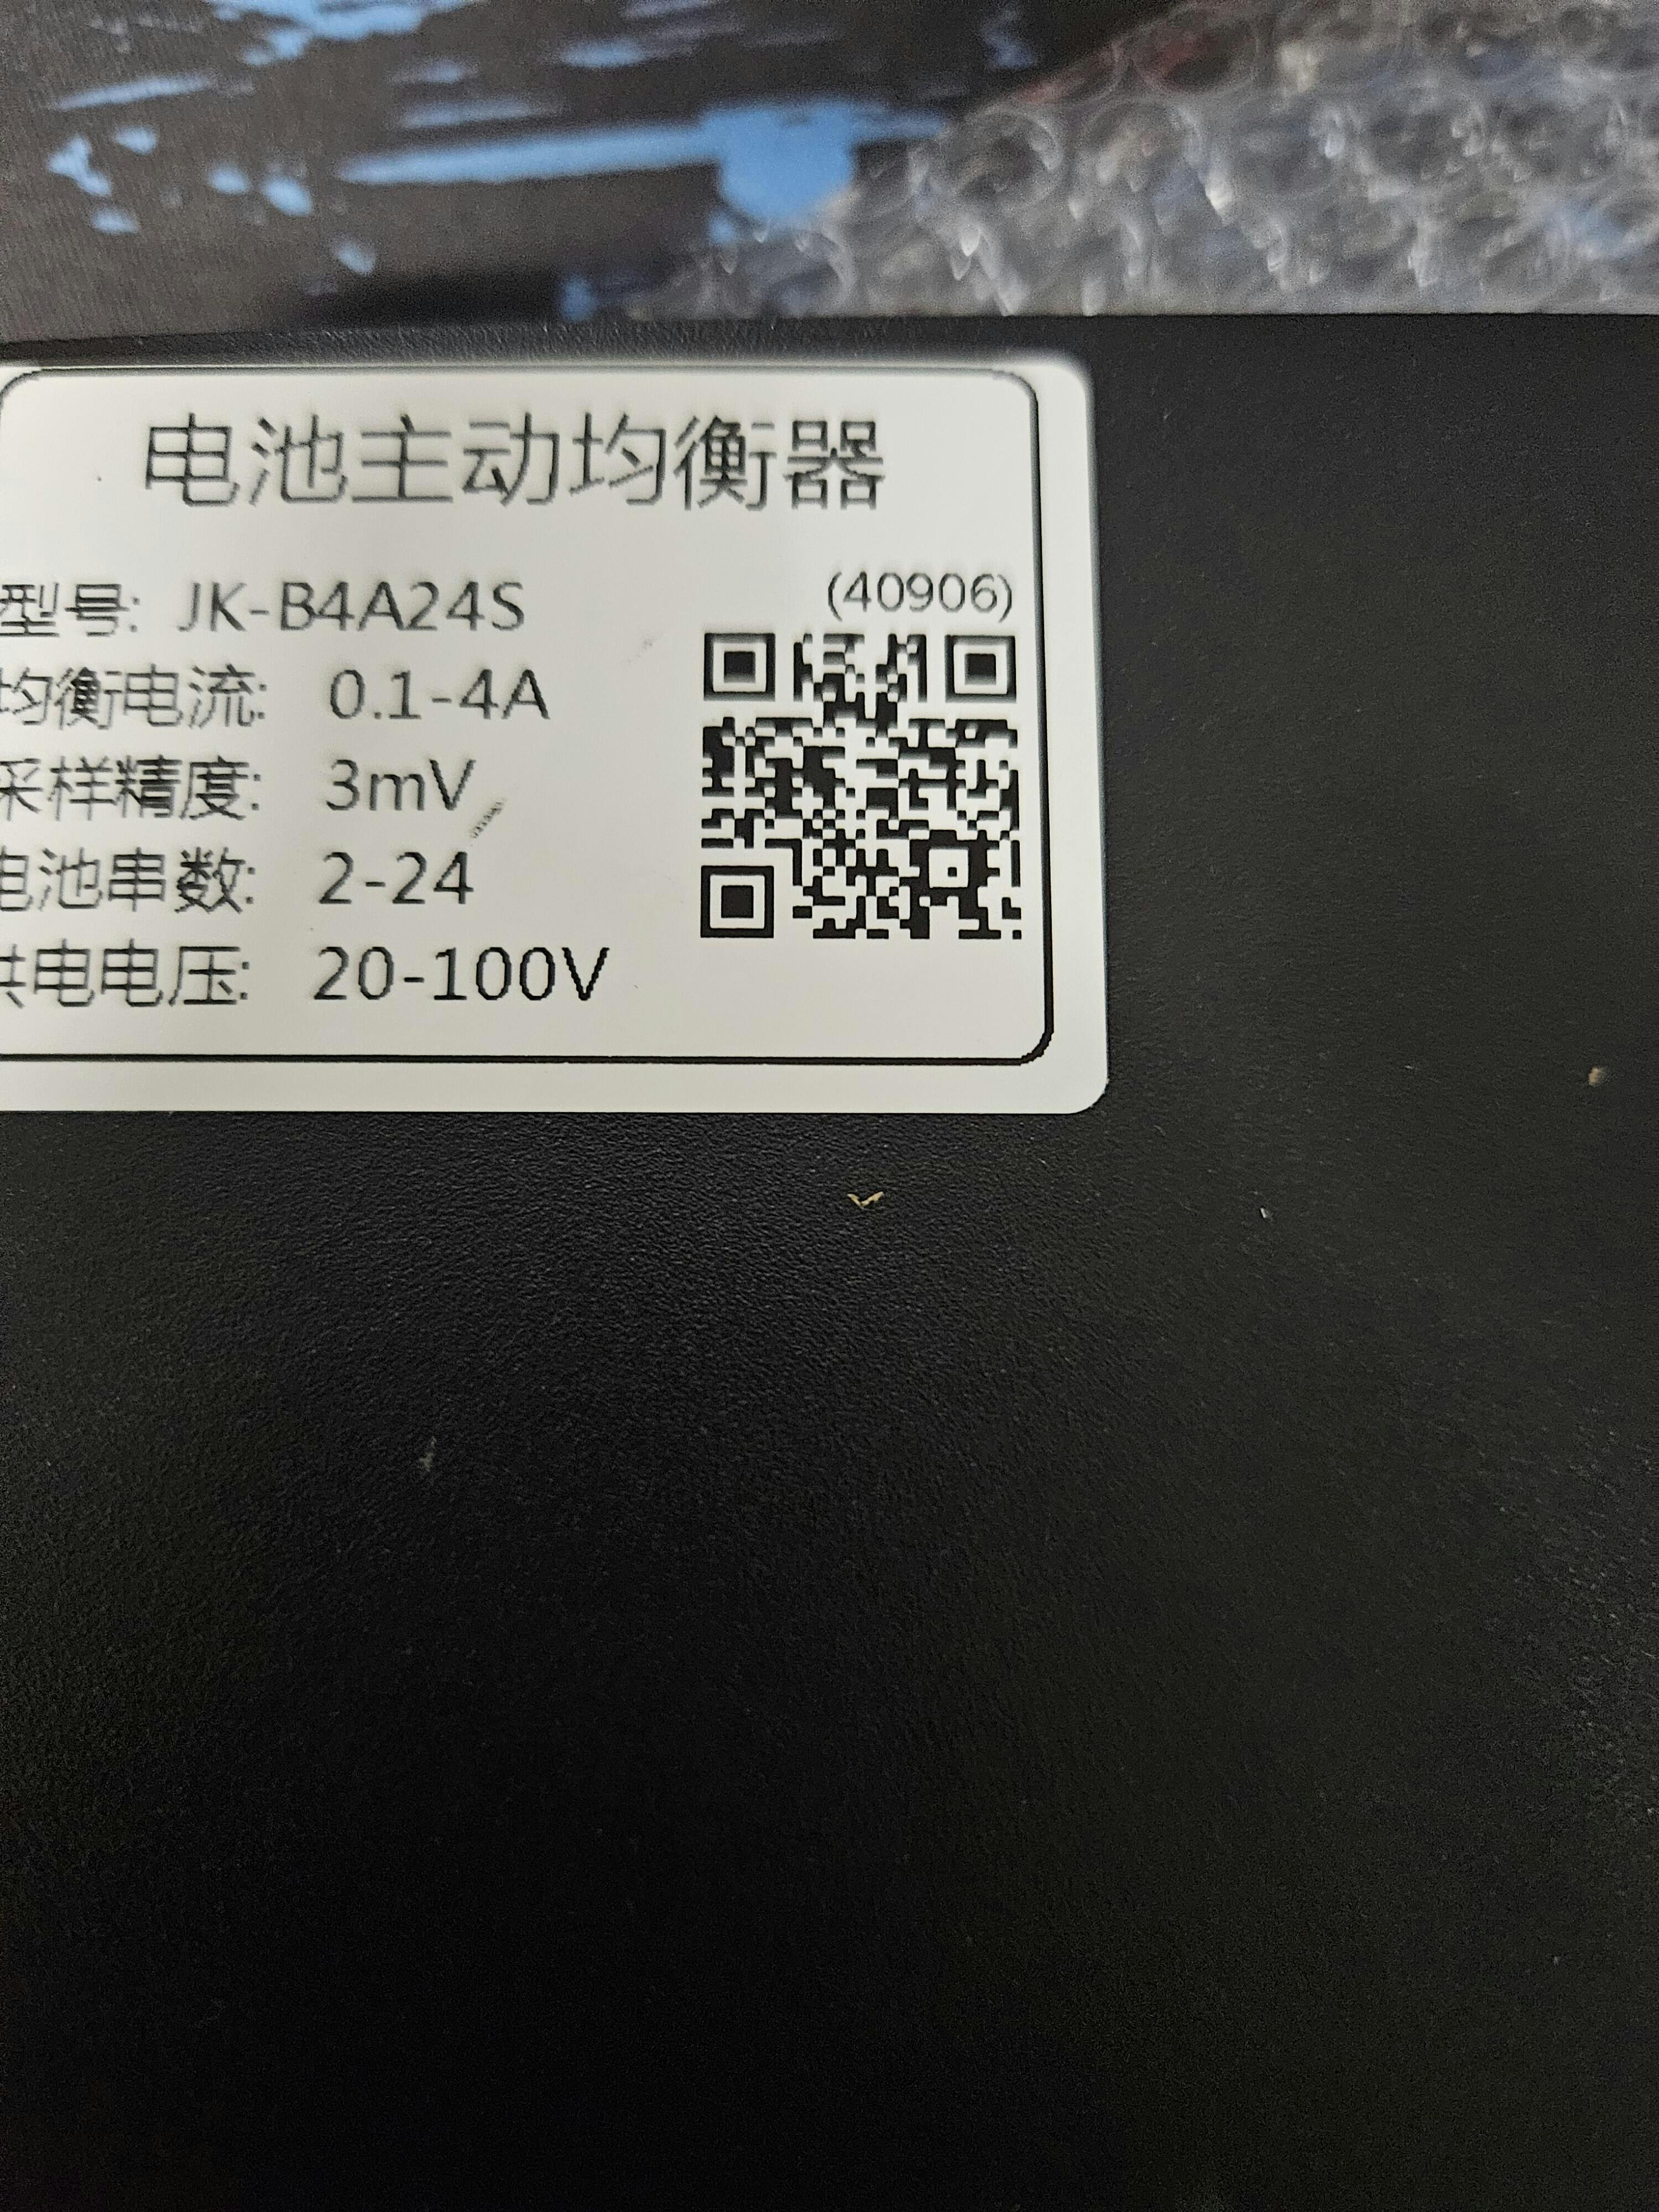 电池主动均衡器
型号: JK-B4A24S
(40906)
均衡电流: 0.1-4A
采样精度: 3mV
电池串数: 2-24
供电电压: 20-100V